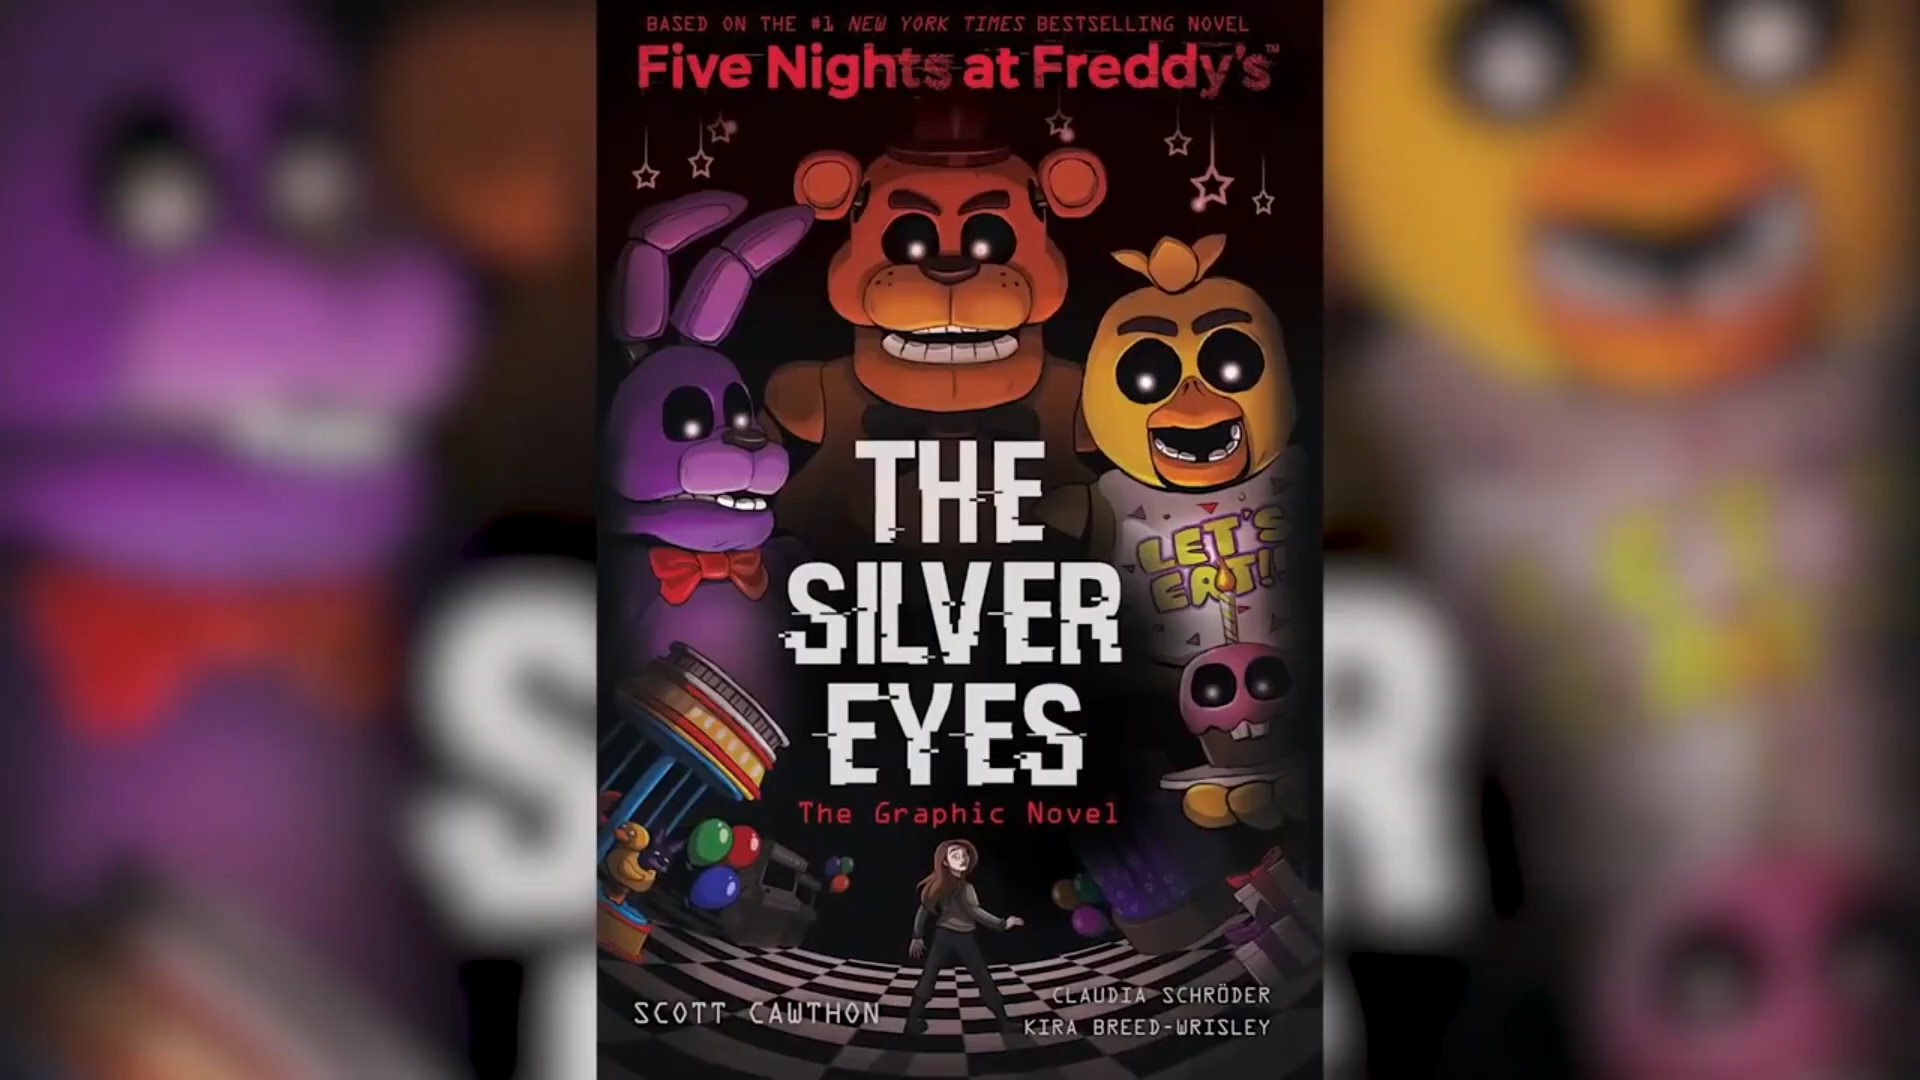 BASED ON THE #1 NEW YORK TIMES BESTSELLING NOVEL
Five Nights at Freddy's™
LET'S
EAT!
THE
SILVER
EYES
The Graphic Novel
SCOTT CAWTHON
CLAUDIA SCHRÖDER
KIRA BREED-WRISLEY